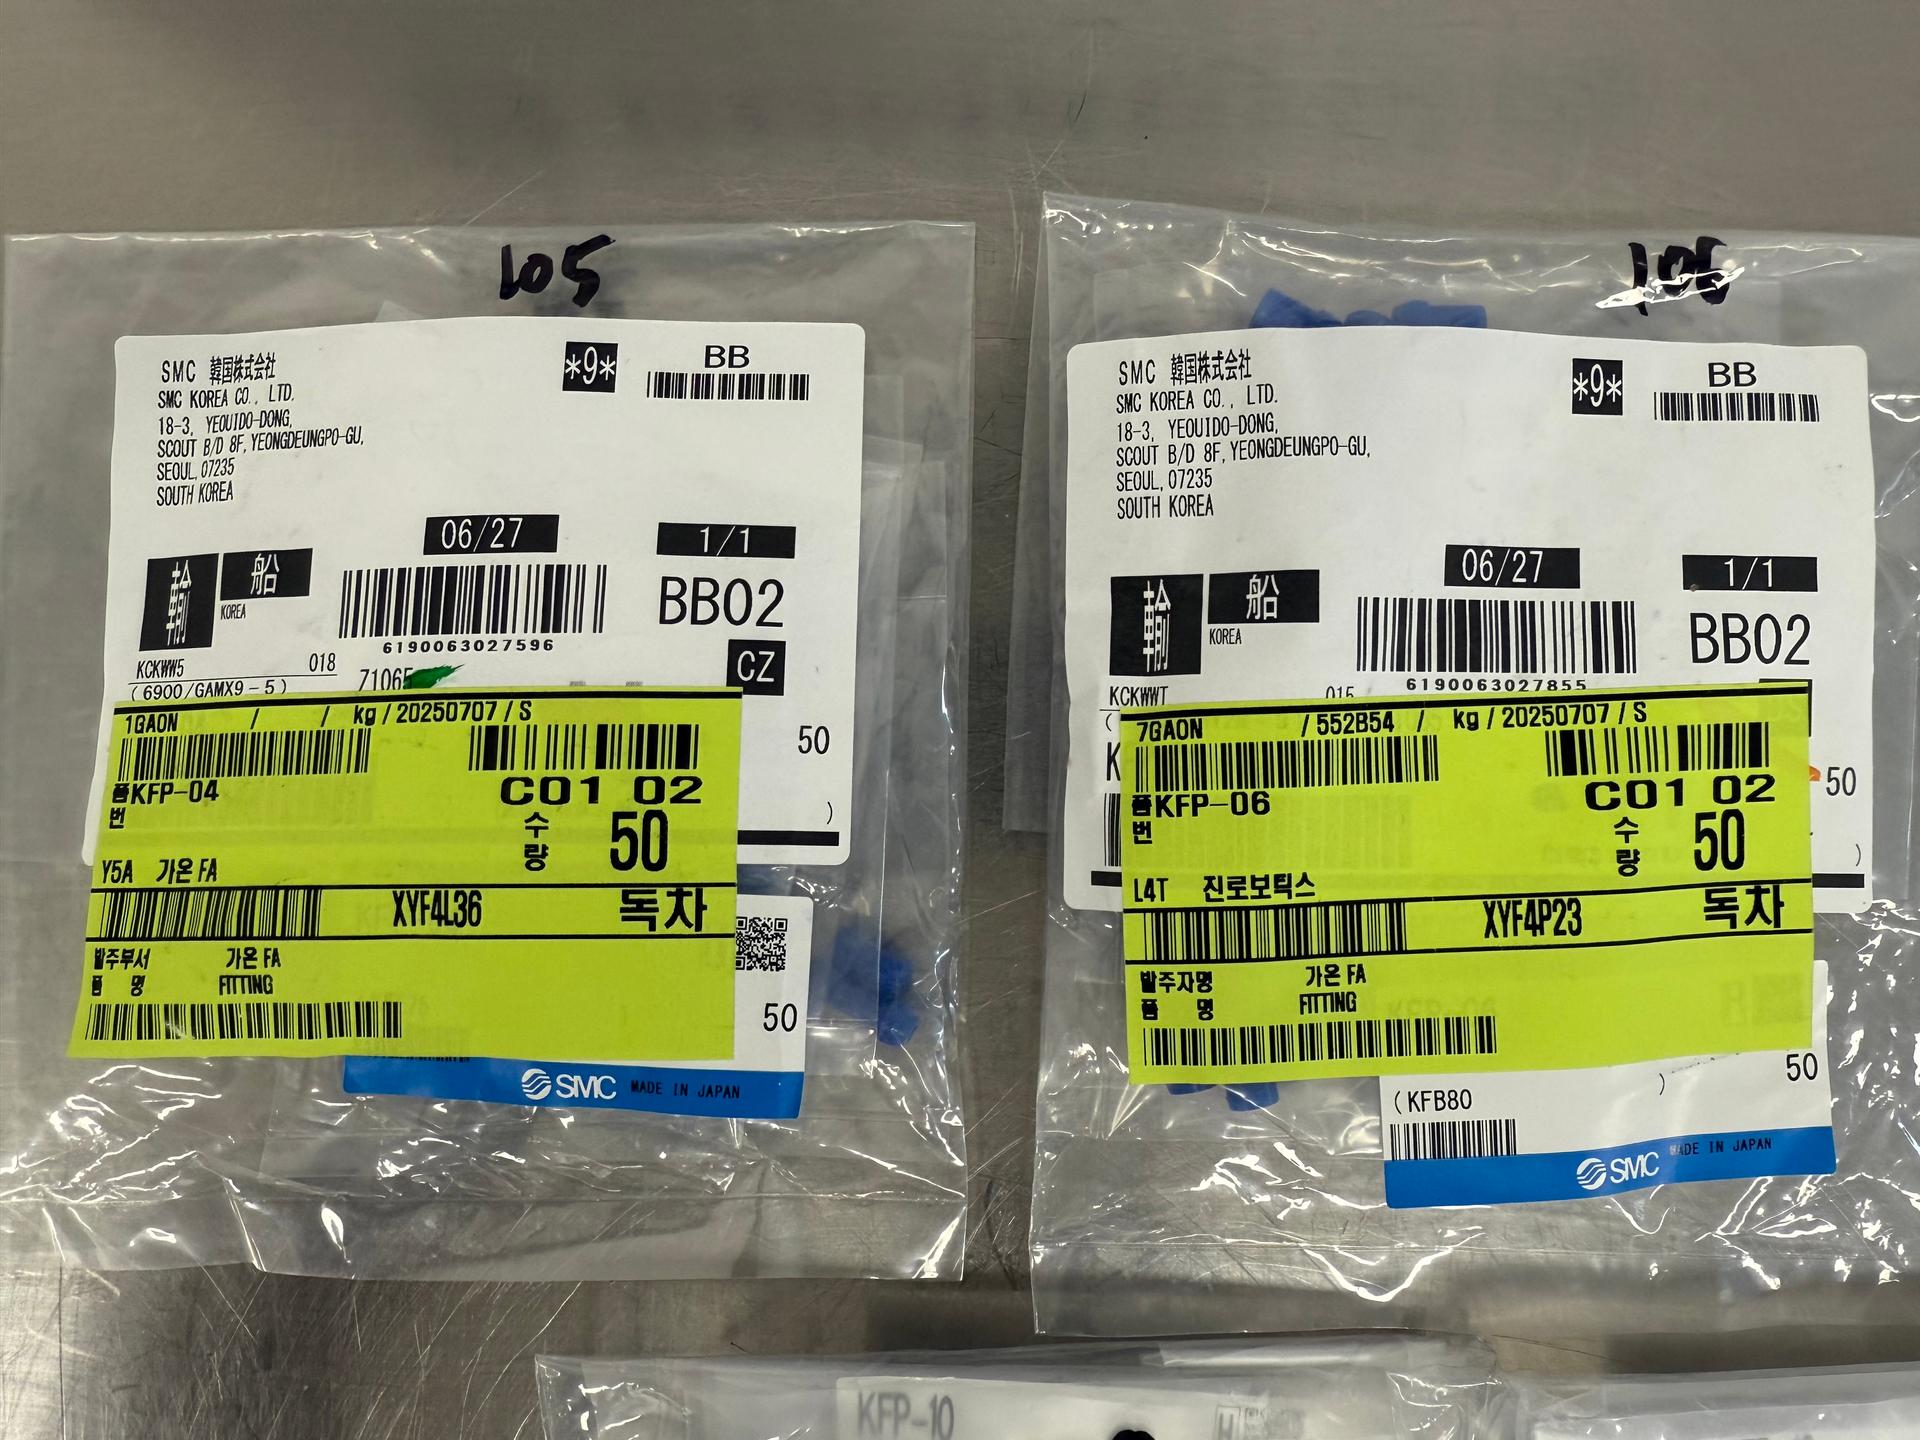 105
SMC 韓国株式会社
SMC KOREA CO., LTD.
18-3, YEOUIDO-DONG,
SCOUT B/D 8F, YEONGDEUNGPO-GU,
SEOUL, 07235
SOUTH KOREA
*9*
BB
06/27
1/1
輸
船
KOREA
6190063027596
BB02
CZ
KCKWW5 018
(6900/GAMX9-5)
71065
50
)
1GAON / / kg / 20250707 / S
품번 KFP-04
C01 02
수량 50
Y5A 가온 FA
XYF4L36 독차
발주부서 가온 FA
품 명 FITTING
50
SMC MADE IN JAPAN
SMC 韓国株式会社
SMC KOREA CO., LTD.
18-3, YEOUIDO-DONG,
SCOUT B/D 8F, YEONGDEUNGPO-GU,
SEOUL, 07235
SOUTH KOREA
*9*
BB
06/27
1/1
輸
船
KOREA
6190063027855
BB02
KCKWWT 015
(
K
50
)
7GAON / 552B54 / kg / 20250707 / S
품번 KFP-06
C01 02
수량 50
L4T 진로보틱스
XYF4P23 독차
발주자명 가온 FA
품 명 FITTING
50
(KFB80 )
SMC MADE IN JAPAN
KFP-10